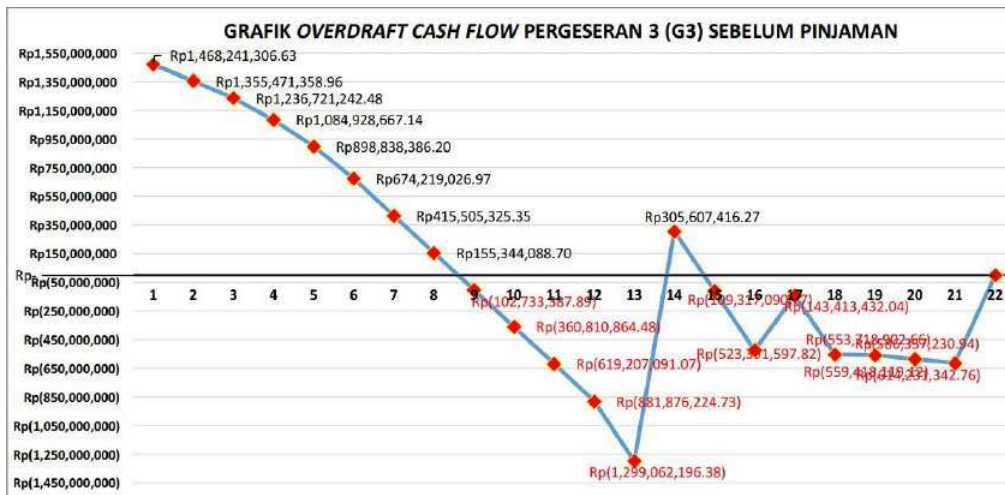 GRAFIK OVERDRAFT CASH FLOW PERGESERAN 3 (G3) SEBELUM PINJAMAN
Rp1,550,000,000
Rp1,350,000,000
Rp1,150,000,000
Rp950,000,000
Rp750,000,000
Rp550,000,000
Rp350,000,000
Rp150,000,000
Rp-
Rp(50,000,000)
Rp(250,000,000)
Rp(450,000,000)
Rp(650,000,000)
Rp(850,000,000)
Rp(1,050,000,000)
Rp(1,250,000,000)
Rp(1,450,000,000)
Rp1,468,241,306.63
Rp1,355,471,358.96
Rp1,236,721,242.48
Rp1,084,928,667.14
Rp898,838,386.20
Rp674,219,026.97
Rp415,505,325.35
Rp155,344,088.70
Rp(360,810,864.48)
Rp(619,207,091.07)
Rp(881,876,224.73)
Rp(1,299,062,196.38)
Rp305,607,416.27
1 2 3 4 5 6 7 8 9 10 11 12 13 14 15 16 17 18 19 20 21 22